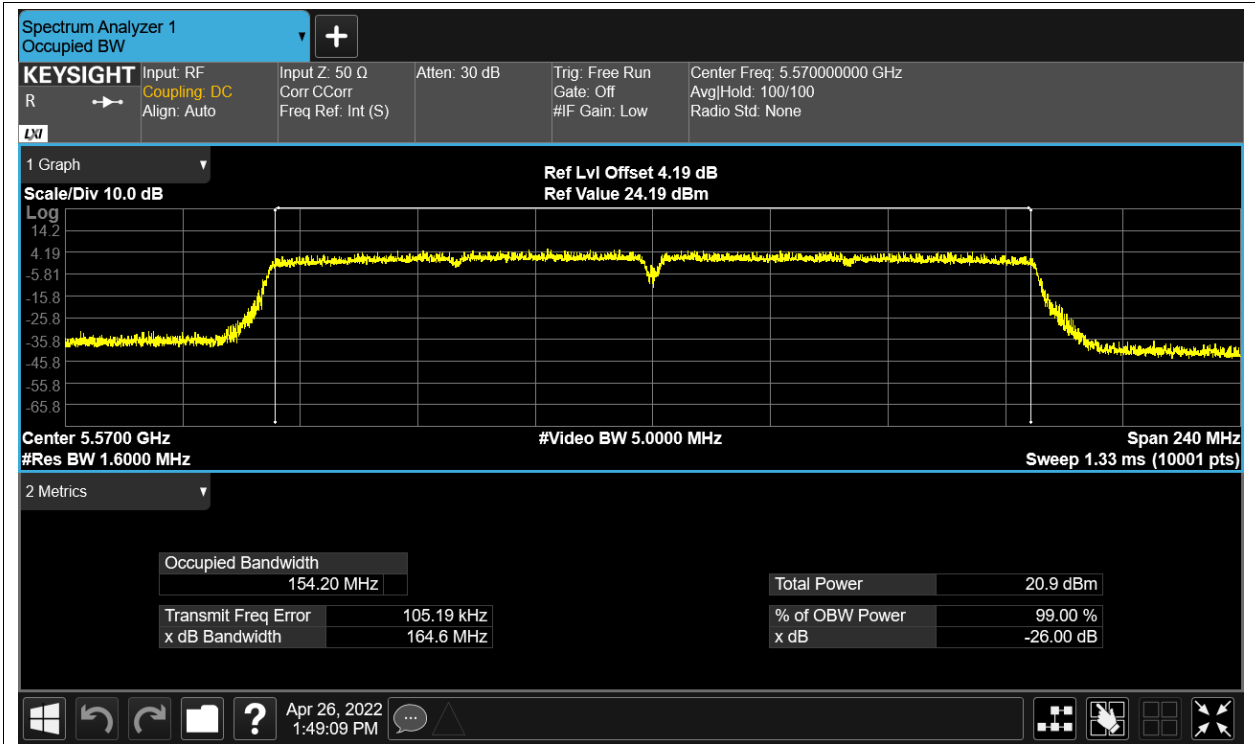 Spectrum Analyzer 1
Occupied BW
KEYSIGHT
R
LXI
Input: RF
Coupling: DC
Align: Auto
Input Z: 50 Ω
Corr CCorr
Freq Ref: Int (S)
Atten: 30 dB
Trig: Free Run
Gate: Off
#IF Gain: Low
Center Freq: 5.570000000 GHz
Avg|Hold: 100/100
Radio Std: None
1 Graph
Scale/Div 10.0 dB
Ref Lvl Offset 4.19 dB
Ref Value 24.19 dBm
Log
14.2
4.19
-5.81
-15.8
-25.8
-35.8
-45.8
-55.8
-65.8
Center 5.5700 GHz
#Res BW 1.6000 MHz
#Video BW 5.0000 MHz
Span 240 MHz
Sweep 1.33 ms (10001 pts)
2 Metrics
Occupied Bandwidth
154.20 MHz
Transmit Freq Error 105.19 kHz
x dB Bandwidth 164.6 MHz
Total Power 20.9 dBm
% of OBW Power 99.00 %
x dB -26.00 dB
Apr 26, 2022
1:49:09 PM